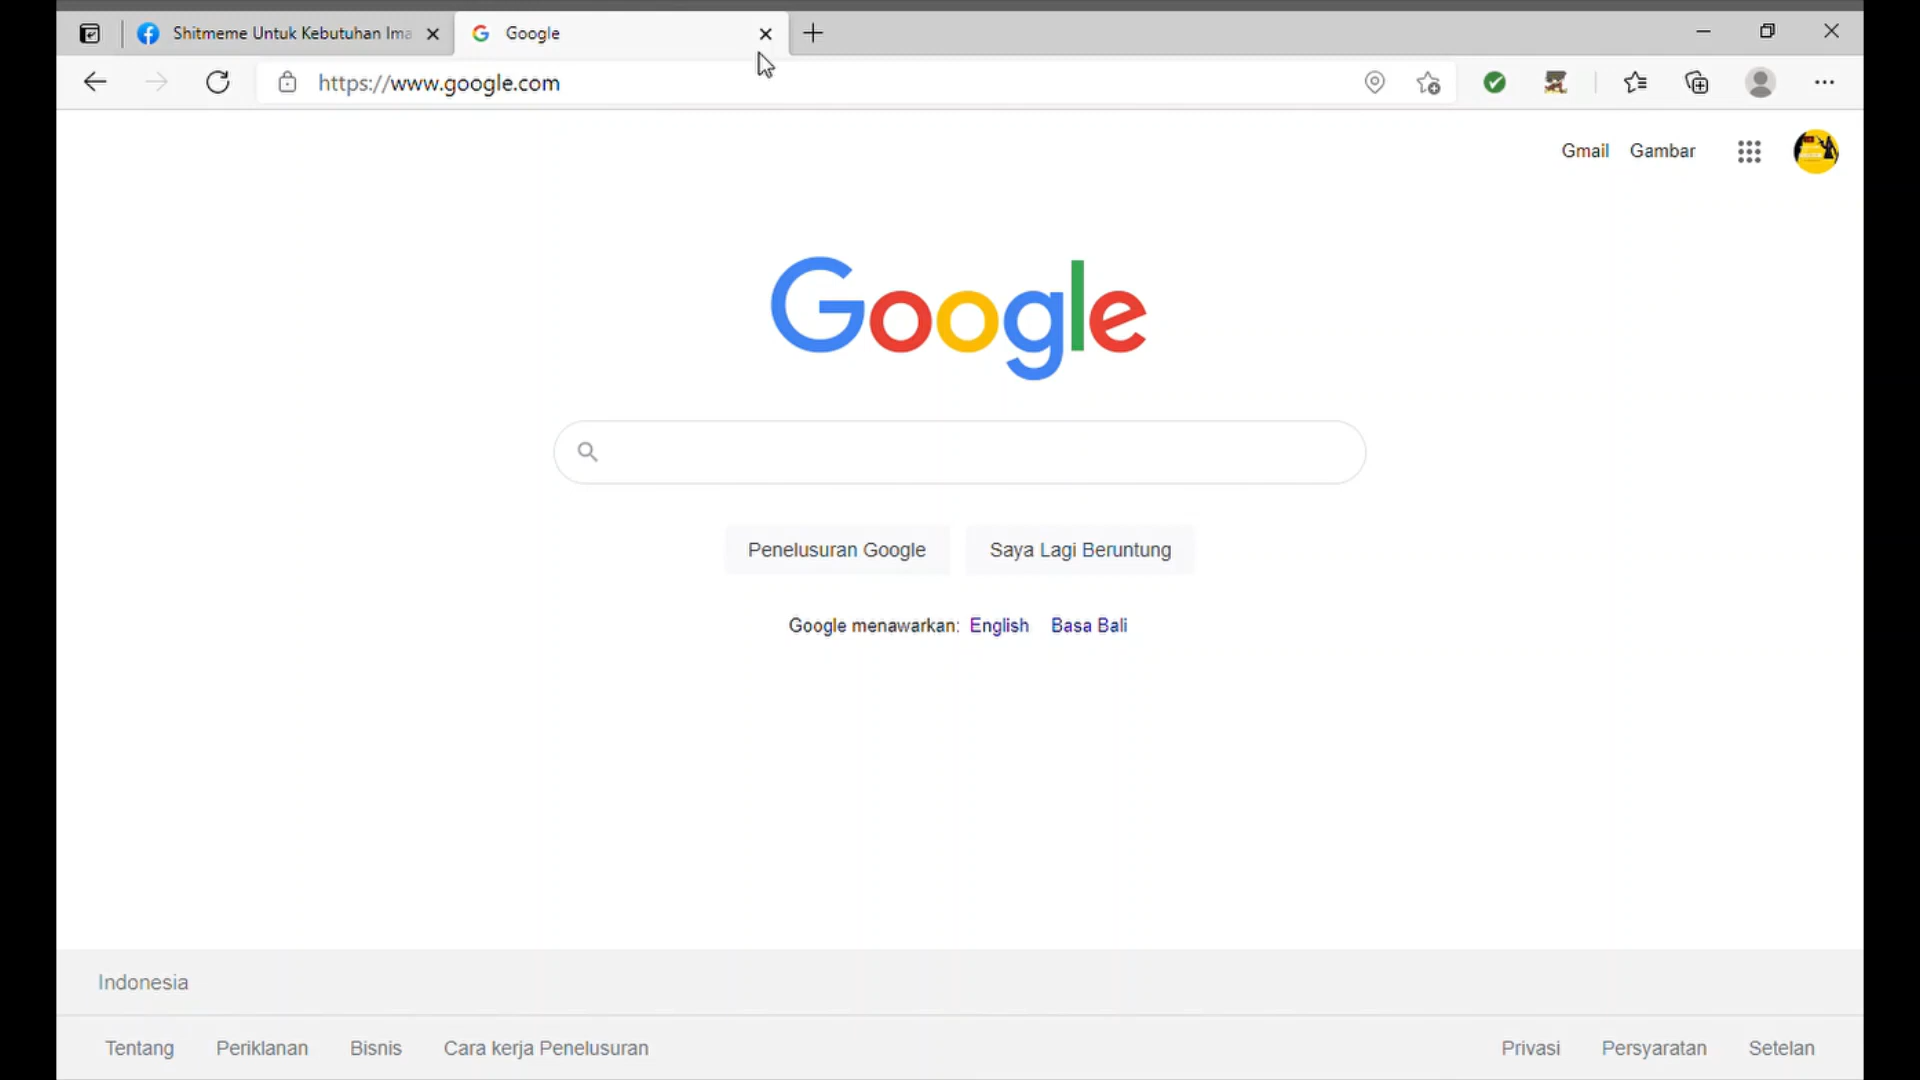 Shitmeme Untuk Kebutuhan Ima
Google
https://www.google.com
Gmail Gambar
Google
Penelusuran Google Saya Lagi Beruntung
Google menawarkan: English Basa Bali
Indonesia
Tentang Periklanan Bisnis Cara kerja Penelusuran Privasi Persyaratan Setelan